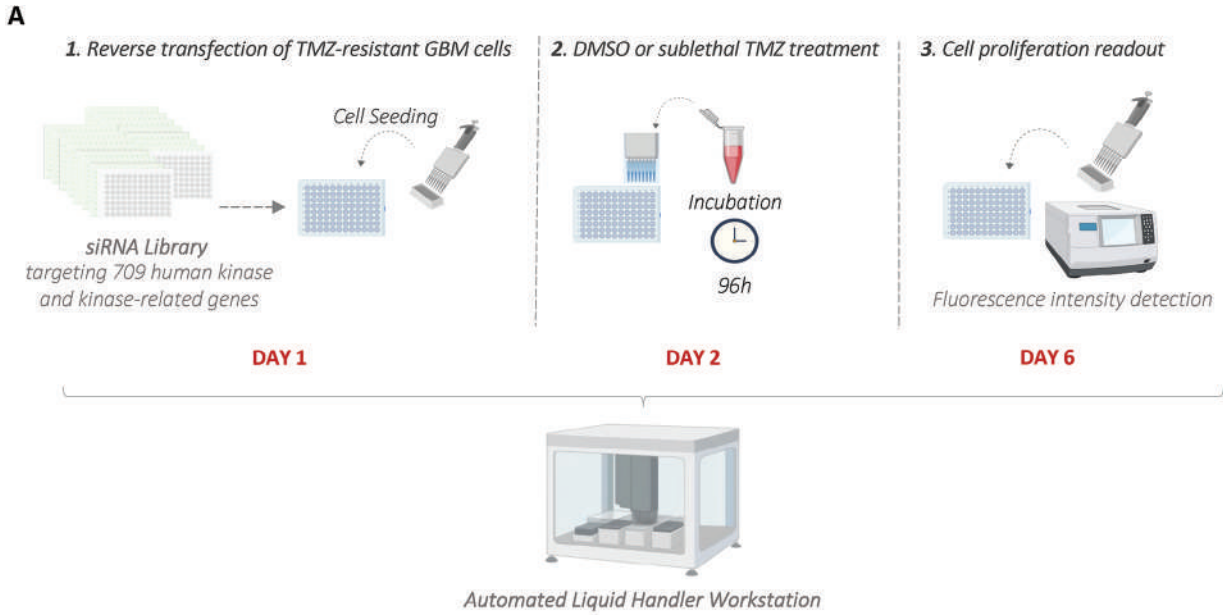 A
1. Reverse transfection of TMZ-resistant GBM cells
2. DMSO or sublethal TMZ treatment
3. Cell proliferation readout
Cell Seeding
siRNA Library
targeting 709 human kinase
and kinase-related genes
Incubation
96h
Fluorescence intensity detection
DAY 1
DAY 2
DAY 6
Automated Liquid Handler Workstation